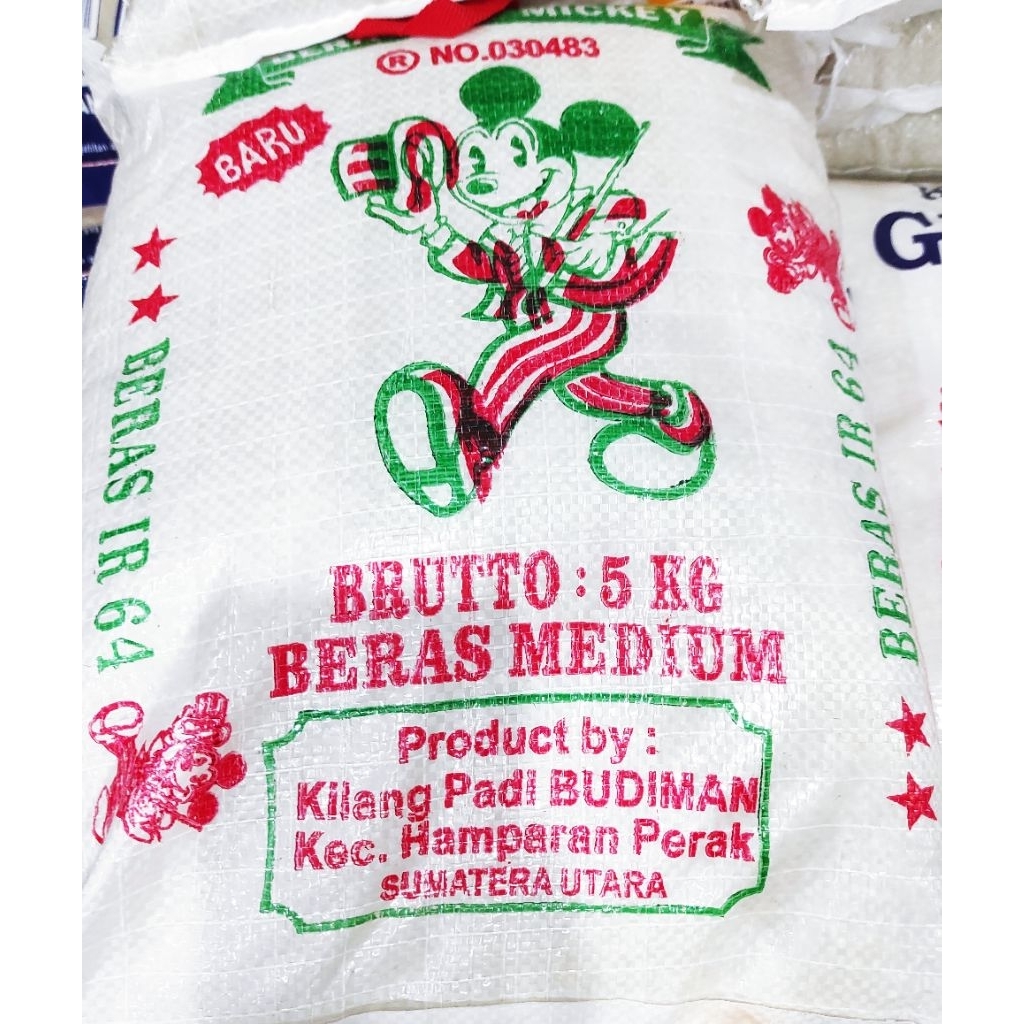 MICKEY
® NO.030483
BARU
BERAS IR 64
BERAS IR 64
BRUTTO : 5 KG
BERAS MEDIUM
Product by :
Kilang Padi BUDIMAN
Kec. Hamparan Perak
SUMATERA UTARA